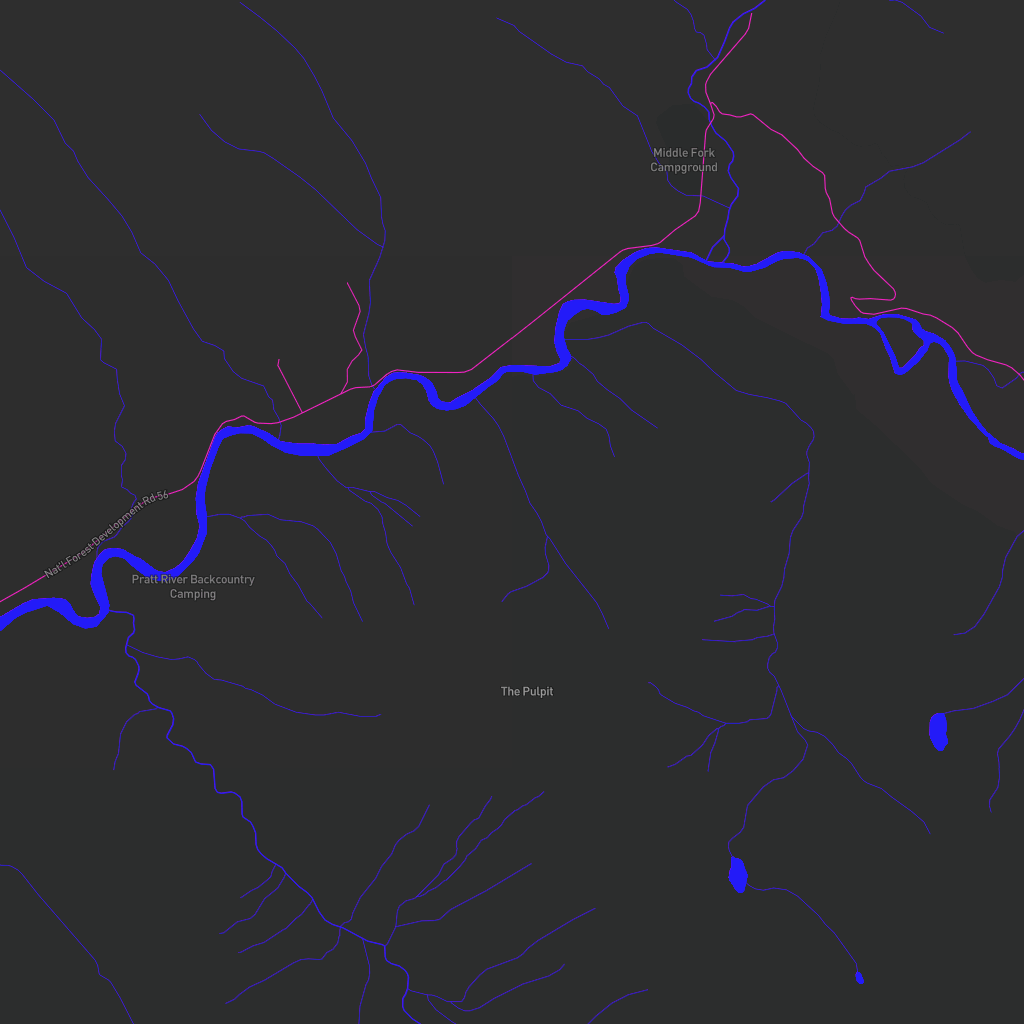 Middle Fork
Campground
Nat'l Forest Development Rd 56
Pratt River Backcountry
Camping
The Pulpit